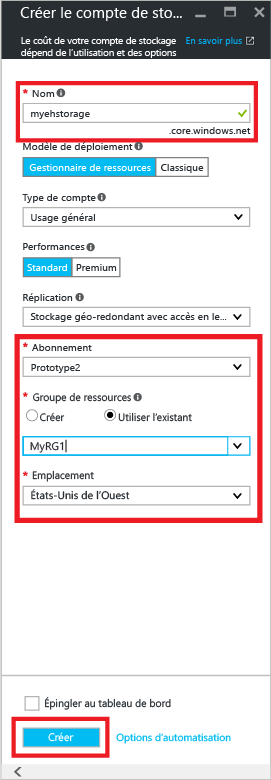 Créer le compte de sto...
Le coût de votre compte de stockage
dépend de l'utilisation et des options
En savoir plus
* Nom
myehstorage
.core.windows.net
Modèle de déploiement
Gestionnaire de ressources
Classique
Type de compte
Usage général
Performances
Standard
Premium
Réplication
Stockage géo-redondant avec accès en le...
* Abonnement
Prototype2
* Groupe de ressources
Créer
Utiliser l'existant
MyRG1
* Emplacement
États-Unis de l'Ouest
Épingler au tableau de bord
Créer
Options d'automatisation